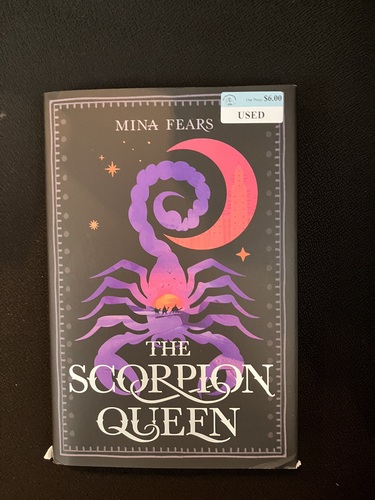 $6.00
USED
MINA FEARS
THE
SCORPION
QUEEN